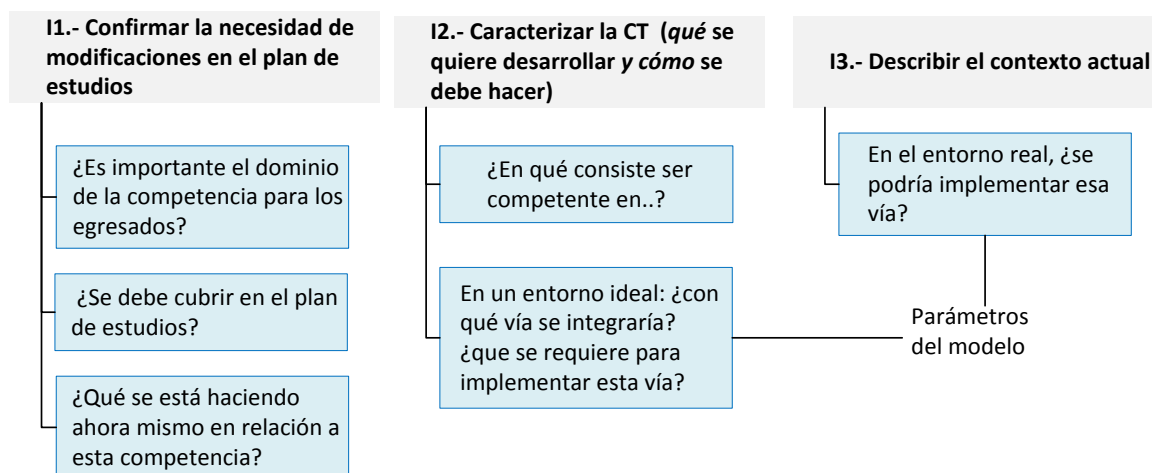 I1.- Confirmar la necesidad de
modificaciones en el plan de
estudios
¿Es importante el dominio
de la competencia para los
egresados?
¿Se debe cubrir en el plan
de estudios?
¿Qué se está haciendo
ahora mismo en relación a
esta competencia?
I2.- Caracterizar la CT (qué se
quiere desarrollar y cómo se
debe hacer)
¿En qué consiste ser
competente en..?
En un entorno ideal: ¿con
qué vía se integraría?
¿que se requiere para
implementar esta vía?
I3.- Describir el contexto actual
En el entorno real, ¿se
podría implementar esa
vía?
Parámetros
del modelo